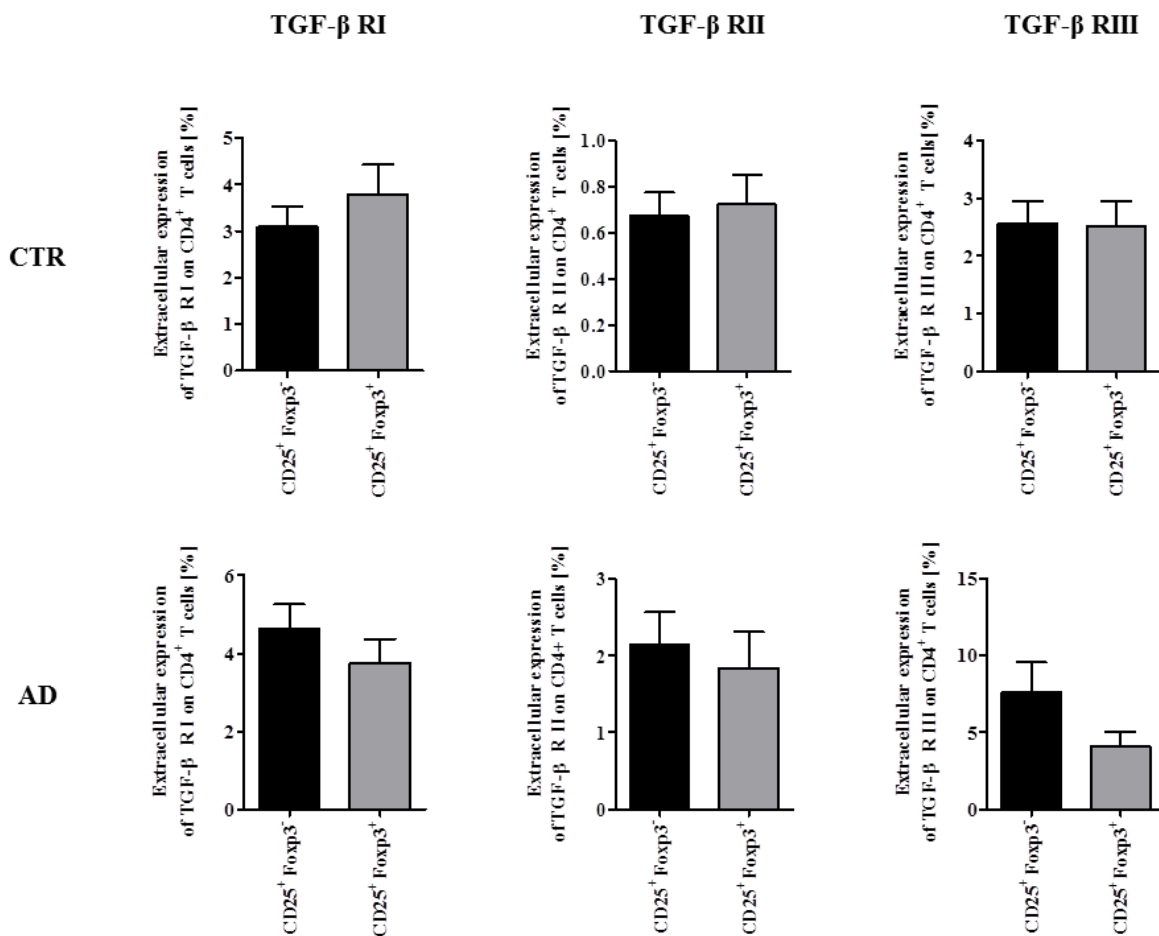 TGF-β RI
TGF-β RII
TGF-β RIII
CTR
Extracellular expression
of TGF-β R I on CD4⁺ T cells [%]
5
4
3
2
1
0
CD25⁺ Foxp3⁻
CD25⁺ Foxp3⁺
Extracellular expression
of TGF-β R II on CD4⁺ T cells [%]
1.0
0.8
0.6
0.4
0.2
0.0
CD25⁺ Foxp3⁻
CD25⁺ Foxp3⁺
Extracellular expression
of TGF-β R III on CD4⁺ T cells[%]
4
3
2
1
0
CD25⁺ Foxp3⁻
CD25⁺ Foxp3⁺
AD
Extracellular expression
of TGF-β R I on CD4⁺ T cells [%]
6
4
2
0
CD25⁺ Foxp3⁻
CD25⁺ Foxp3⁺
Extracellular expression
of TGF-β R II on CD4+ T cells [%]
3
2
1
0
CD25⁺ Foxp3⁻
CD25⁺ Foxp3⁺
Extracellular expression
of TGF-β R III on CD4⁺ T cells [%]
15
10
5
0
CD25⁺ Foxp3⁻
CD25⁺ Foxp3⁺